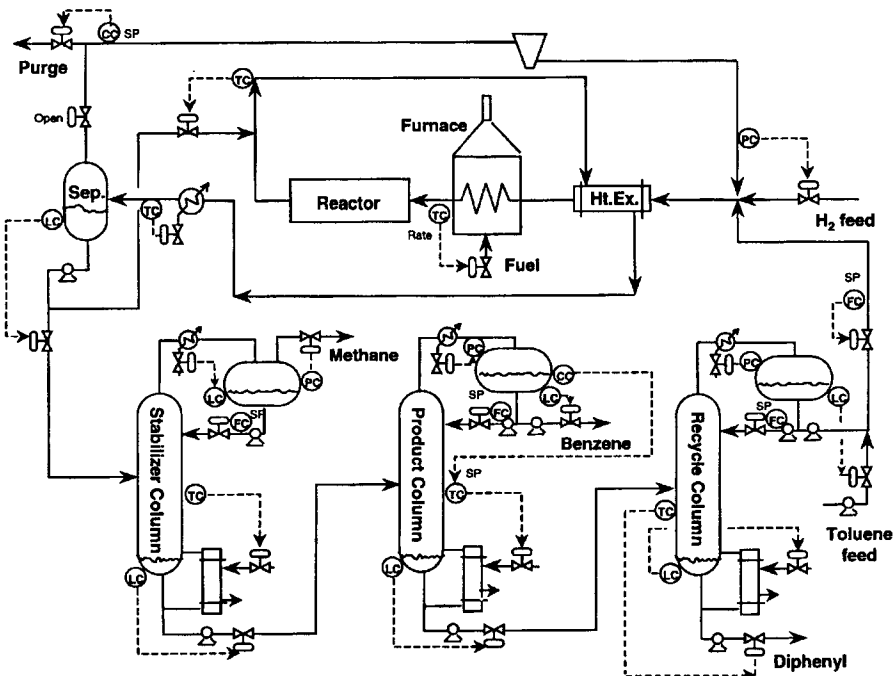 CC SP
Purge
TC
Open
Furnace
PC
Sep.
Reactor
Ht.Ex.
LC
TC
TC
H₂ feed
Rate
Fuel
SP
FC
Methane
PC
PC
LC
PC
CC
LC
LC
SP
FC
SP
FC
SP
FC
Benzene
Stabilizer Column
Product Column
Recycle Column
SP
TC
TC
TC
Toluene
feed
LC
LC
LC
Diphenyl